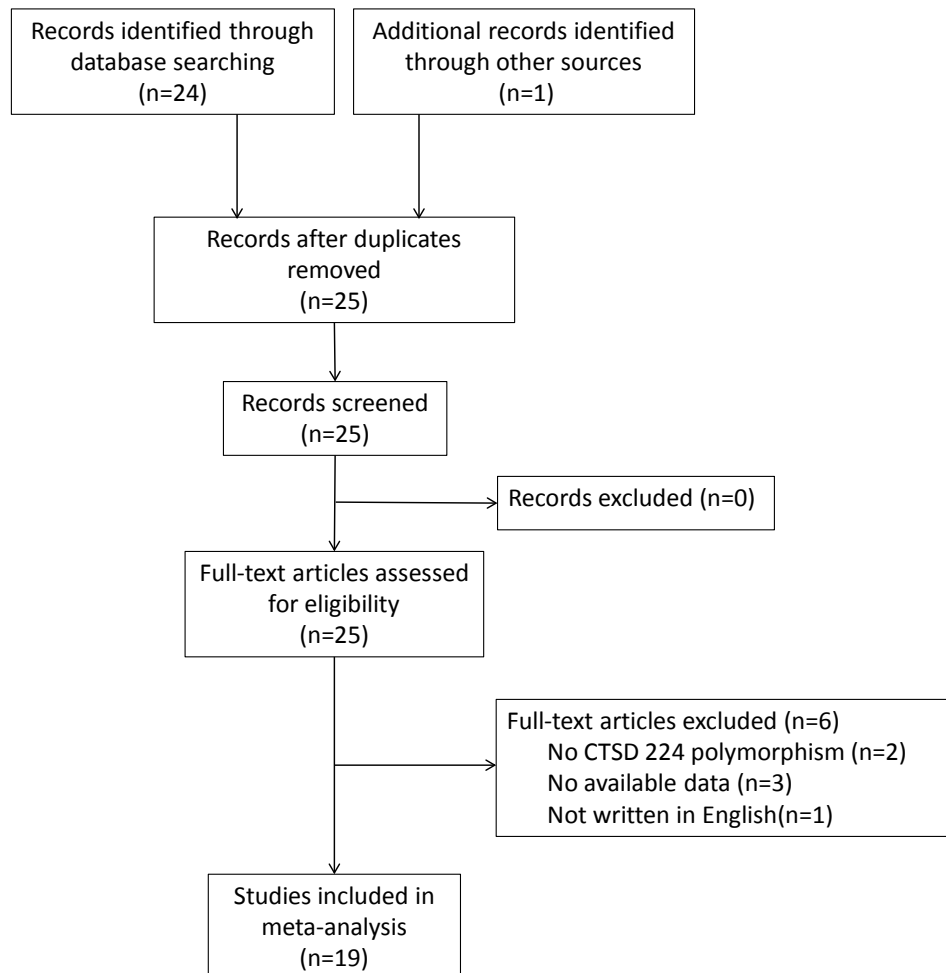 Records identified through
database searching
(n=24)
Additional records identified
through other sources
(n=1)
Records after duplicates
removed
(n=25)
Records screened
(n=25)
Records excluded (n=0)
Full-text articles assessed
for eligibility
(n=25)
Full-text articles excluded (n=6)
No CTSD 224 polymorphism (n=2)
No available data (n=3)
Not written in English(n=1)
Studies included in
meta-analysis
(n=19)